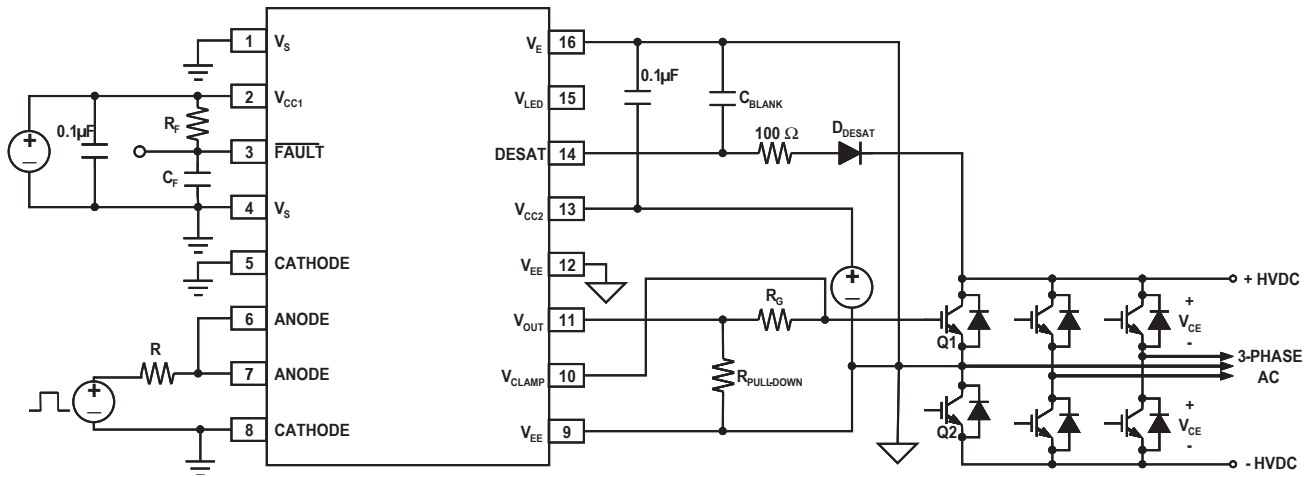 1 V_S
2 V_CC1
3 FAULT
4 V_S
5 CATHODE
6 ANODE
7 ANODE
8 CATHODE
V_E 16
V_LED 15
DESAT 14
V_CC2 13
V_EE 12
V_OUT 11
V_CLAMP 10
V_EE 9
0.1µF
R_F
C_F
+
–
R
+
–
0.1µF
C_BLANK
100 Ω
D_DESAT
+
–
R_G
R_PULL-DOWN
Q1
Q2
+ HVDC
+
V_CE
-
3-PHASE
AC
+
V_CE
-
- HVDC